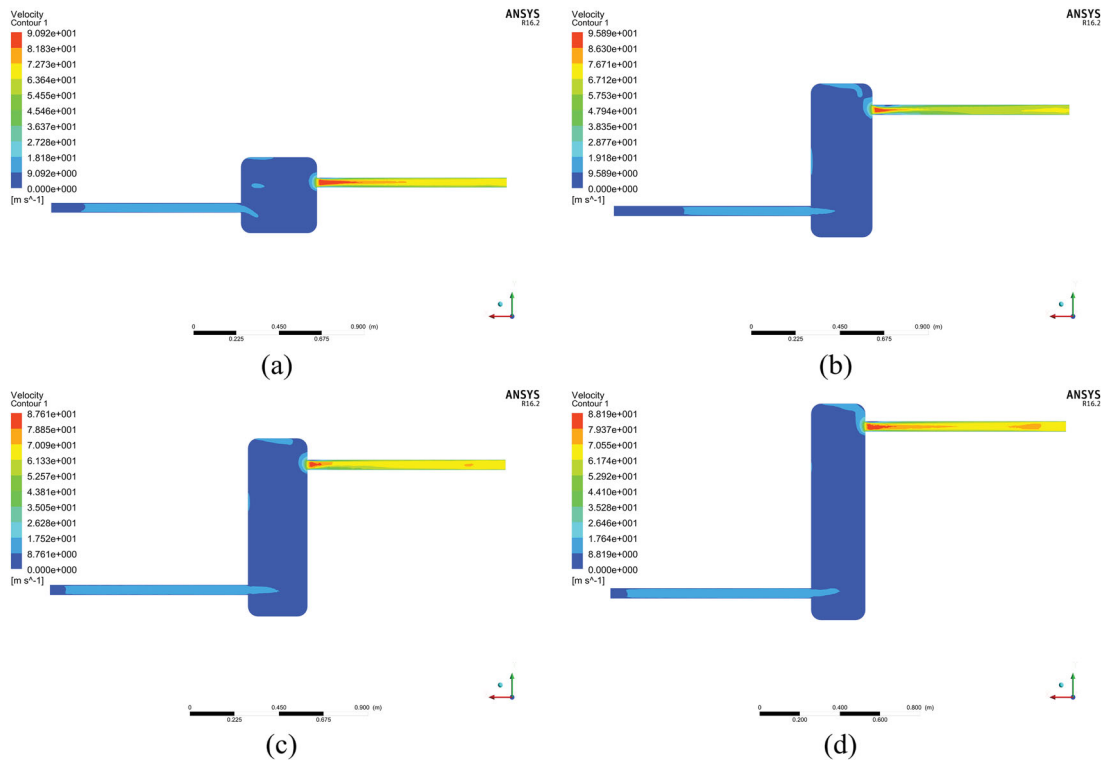 Velocity
Contour 1
9.092e+001
8.183e+001
7.273e+001
6.364e+001
5.455e+001
4.546e+001
3.637e+001
2.728e+001
1.818e+001
9.092e+000
0.000e+000
[m s^-1]
ANSYS
R16.2
0 0.450 0.900 (m)
0.225 0.675
(a)
Velocity
Contour 1
9.589e+001
8.630e+001
7.671e+001
6.712e+001
5.753e+001
4.794e+001
3.835e+001
2.877e+001
1.918e+001
9.589e+000
0.000e+000
[m s^-1]
ANSYS
R16.2
0 0.450 0.900 (m)
0.225 0.675
(b)
Velocity
Contour 1
8.761e+001
7.885e+001
7.009e+001
6.133e+001
5.257e+001
4.381e+001
3.505e+001
2.628e+001
1.752e+001
8.761e+000
0.000e+000
[m s^-1]
ANSYS
R16.2
0 0.450 0.900 (m)
0.225 0.675
(c)
Velocity
Contour 1
8.819e+001
7.937e+001
7.055e+001
6.174e+001
5.292e+001
4.410e+001
3.528e+001
2.646e+001
1.764e+001
8.819e+000
0.000e+000
[m s^-1]
ANSYS
R16.2
0 0.400 0.800 (m)
0.200 0.600
(d)